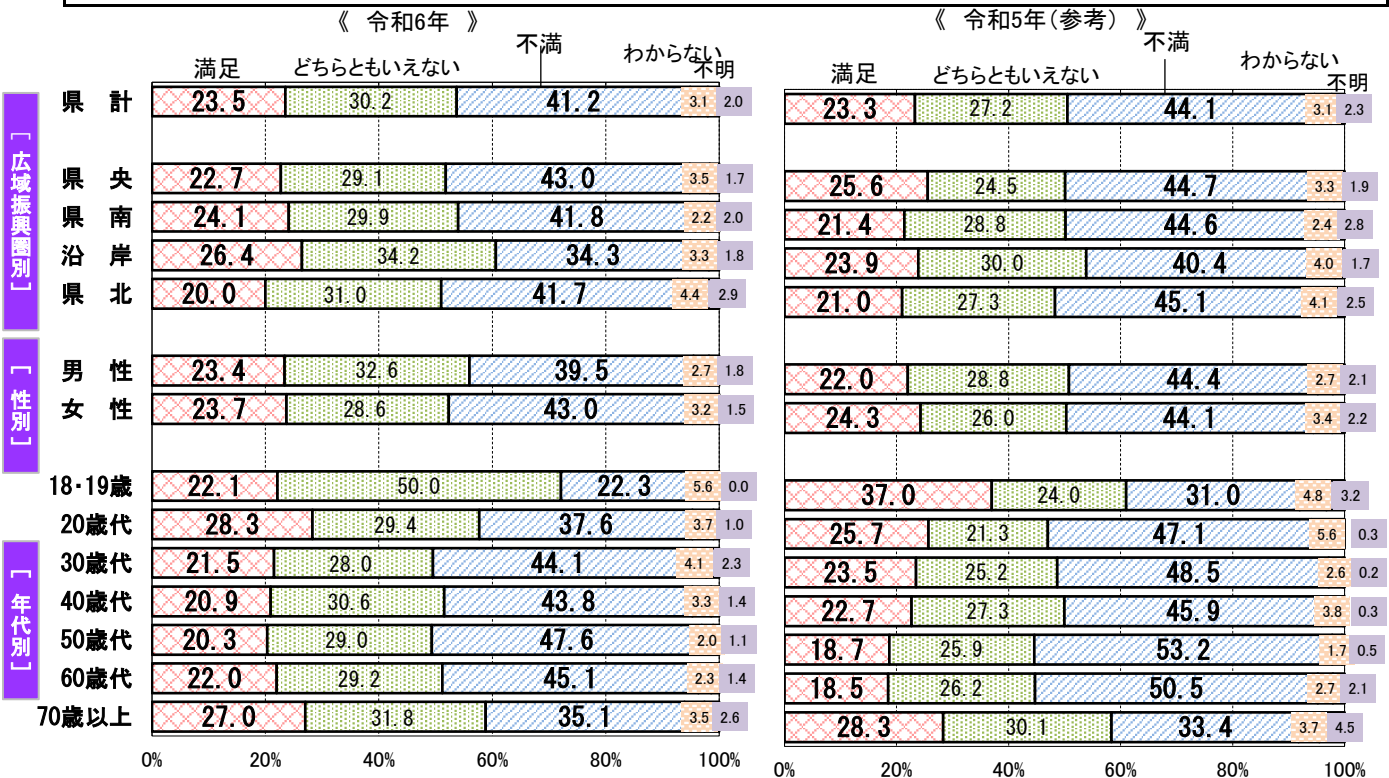 《 令和6年 》 《 令和5年(参考) 》
満足 どちらともいえない 不満 わからない 不明 満足 どちらともいえない 不満 わからない 不明
県 計 23.5 30.2 41.2 3.1 2.0 23.3 27.2 44.1 3.1 2.3
[広域振興圏別]
県 央 22.7 29.1 43.0 3.5 1.7 25.6 24.5 44.7 3.3 1.9
県 南 24.1 29.9 41.8 2.2 2.0 21.4 28.8 44.6 2.4 2.8
沿 岸 26.4 34.2 34.3 3.3 1.8 23.9 30.0 40.4 4.0 1.7
県 北 20.0 31.0 41.7 4.4 2.9 21.0 27.3 45.1 4.1 2.5
[性別]
男 性 23.4 32.6 39.5 2.7 1.8 22.0 28.8 44.4 2.7 2.1
女 性 23.7 28.6 43.0 3.2 1.5 24.3 26.0 44.1 3.4 2.2
[年代別]
18・19歳 22.1 50.0 22.3 5.6 0.0 37.0 24.0 31.0 4.8 3.2
20歳代 28.3 29.4 37.6 3.7 1.0 25.7 21.3 47.1 5.6 0.3
30歳代 21.5 28.0 44.1 4.1 2.3 23.5 25.2 48.5 2.6 0.2
40歳代 20.9 30.6 43.8 3.3 1.4 22.7 27.3 45.9 3.8 0.3
50歳代 20.3 29.0 47.6 2.0 1.1 18.7 25.9 53.2 1.7 0.5
60歳代 22.0 29.2 45.1 2.3 1.4 18.5 26.2 50.5 2.7 2.1
70歳以上 27.0 31.8 35.1 3.5 2.6 28.3 30.1 33.4 3.7 4.5
0% 20% 40% 60% 80% 100% 0% 20% 40% 60% 80% 100%